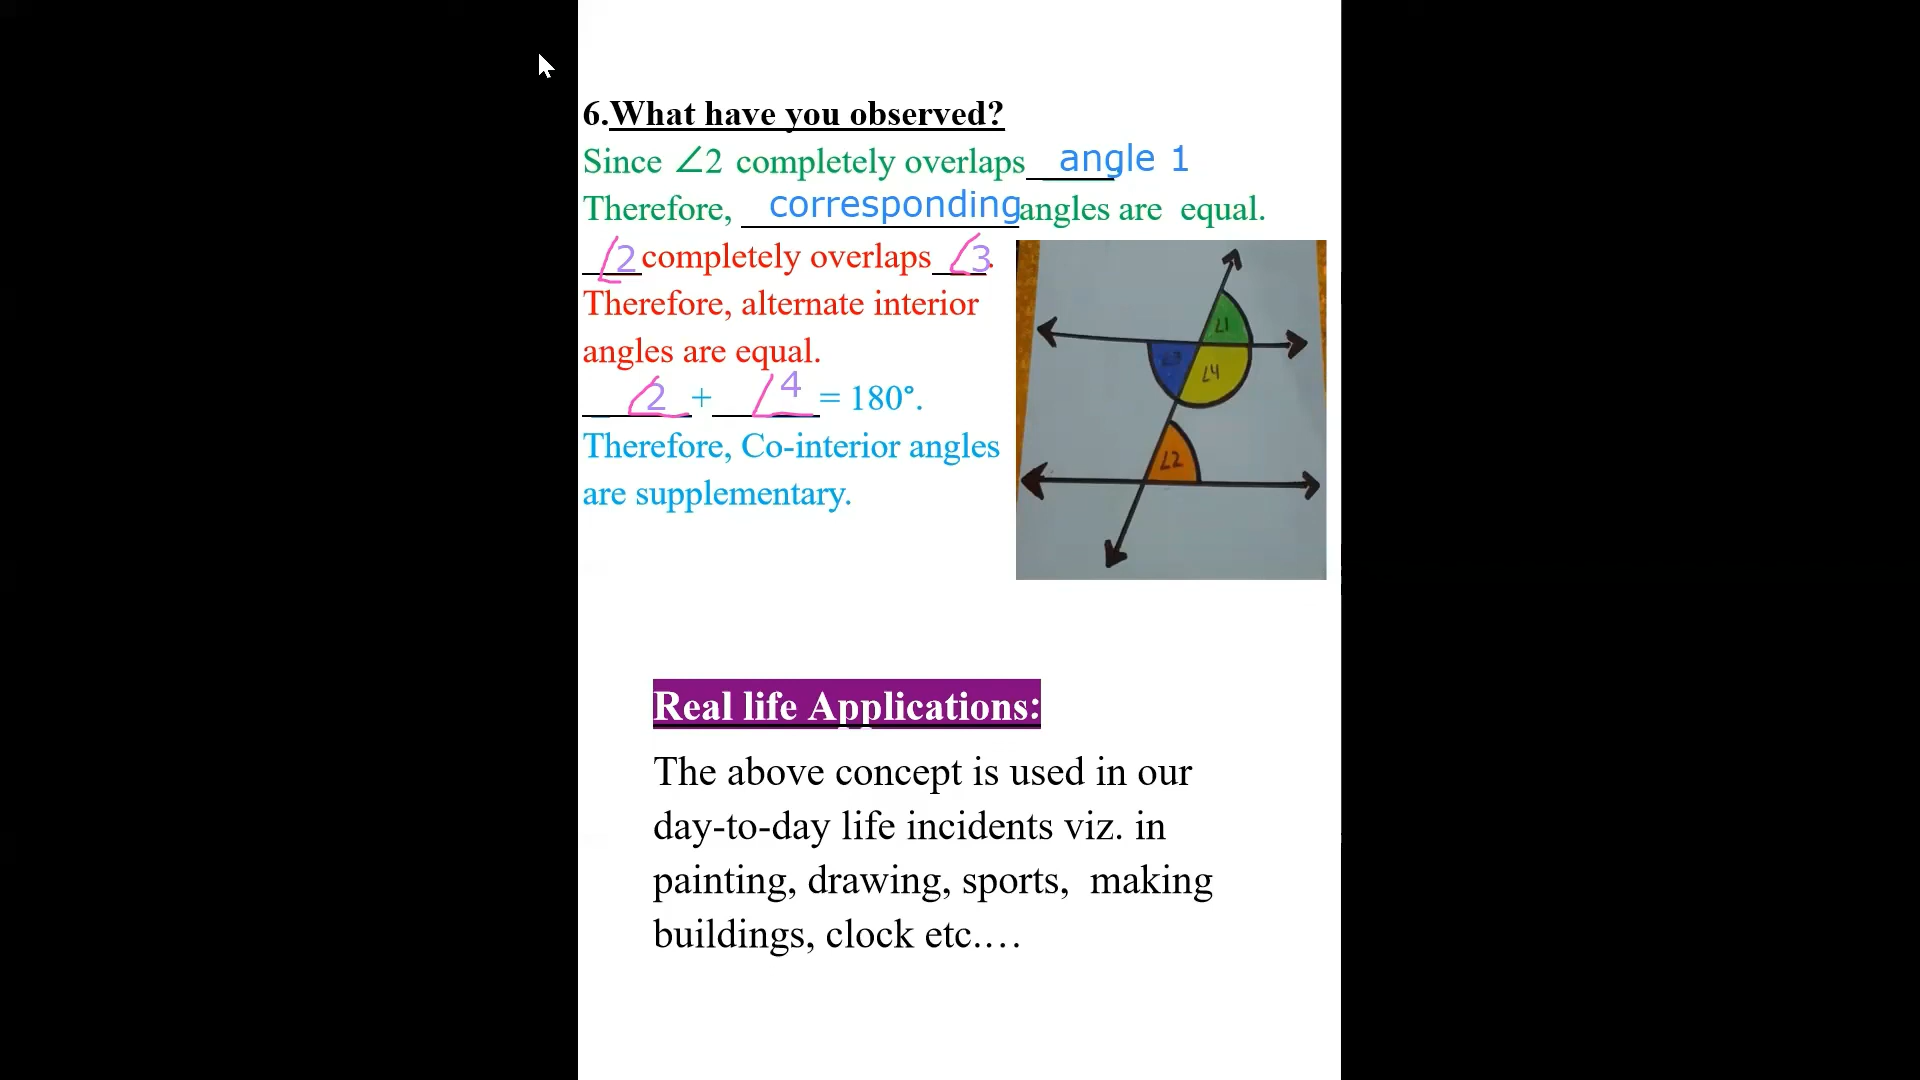 6.What have you observed?
Since ∠2 completely overlaps angle 1
Therefore, corresponding angles are equal.
∠2 completely overlaps ∠3.
Therefore, alternate interior
angles are equal.
∠2 + ∠4 = 180°.
Therefore, Co-interior angles
are supplementary.
∠1
∠3
∠4
∠2
Real life Applications:
The above concept is used in our
day-to-day life incidents viz. in
painting, drawing, sports, making
buildings, clock etc.…